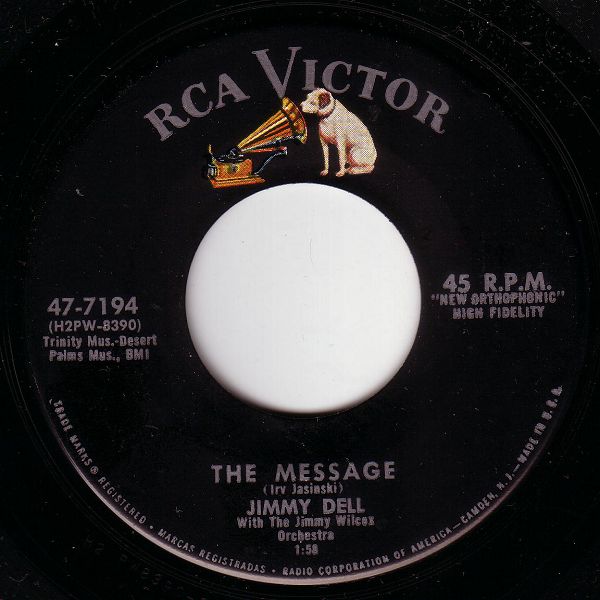 RCA VICTOR
47-7194
(H2PW-8390)
Trinity Mus.-Desert
Palms Mus., BMI
45 R.P.M.
"NEW ORTHOPHONIC"
HIGH FIDELITY
THE MESSAGE
(Irv Jasinski)
JIMMY DELL
With The Jimmy Wilcox
Orchestra
1:58
TRADE MARKS ® REGISTERED • MARCAS REGISTRADAS • RADIO CORPORATION OF AMERICA—CAMDEN, N. J.—MADE IN U.S.A.